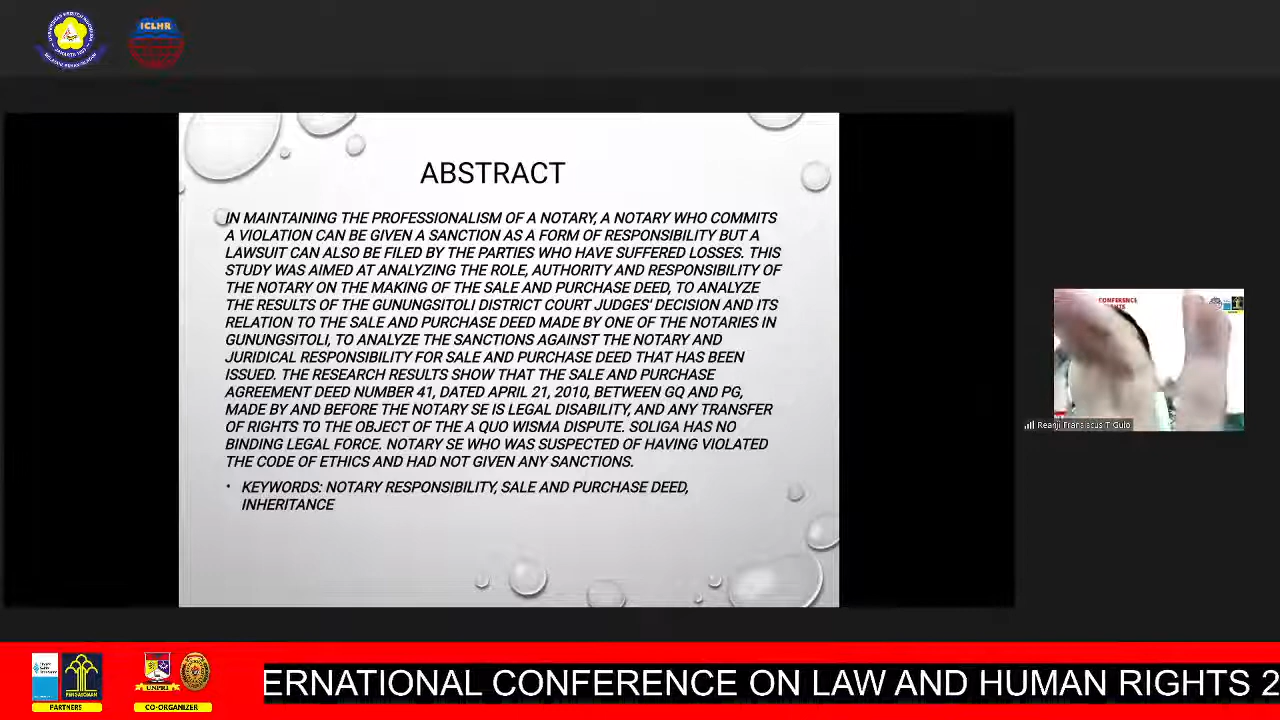 ICLHR
ABSTRACT
IN MAINTAINING THE PROFESSIONALISM OF A NOTARY, A NOTARY WHO COMMITS
A VIOLATION CAN BE GIVEN A SANCTION AS A FORM OF RESPONSIBILITY BUT A
LAWSUIT CAN ALSO BE FILED BY THE PARTIES WHO HAVE SUFFERED LOSSES. THIS
STUDY WAS AIMED AT ANALYZING THE ROLE, AUTHORITY AND RESPONSIBILITY OF
THE NOTARY ON THE MAKING OF THE SALE AND PURCHASE DEED, TO ANALYZE
THE RESULTS OF THE GUNUNGSITOLI DISTRICT COURT JUDGES' DECISION AND ITS
RELATION TO THE SALE AND PURCHASE DEED MADE BY ONE OF THE NOTARIES IN
GUNUNGSITOLI, TO ANALYZE THE SANCTIONS AGAINST THE NOTARY AND
JURIDICAL RESPONSIBILITY FOR SALE AND PURCHASE DEED THAT HAS BEEN
ISSUED. THE RESEARCH RESULTS SHOW THAT THE SALE AND PURCHASE
AGREEMENT DEED NUMBER 41, DATED APRIL 21, 2010, BETWEEN GQ AND PG,
MADE BY AND BEFORE THE NOTARY SE IS LEGAL DISABILITY, AND ANY TRANSFER
OF RIGHTS TO THE OBJECT OF THE A QUO WISMA DISPUTE. SOLIGA HAS NO
BINDING LEGAL FORCE. NOTARY SE WHO WAS SUSPECTED OF HAVING VIOLATED
THE CODE OF ETHICS AND HAD NOT GIVEN ANY SANCTIONS.
• KEYWORDS: NOTARY RESPONSIBILITY, SALE AND PURCHASE DEED,
INHERITANCE
CONFERENCE
Reanji Fransiscus T Gulo
PENGAYOMAN
UNPRI
PARTNERS
CO-ORGANIZER
ERNATIONAL CONFERENCE ON LAW AND HUMAN RIGHTS 2